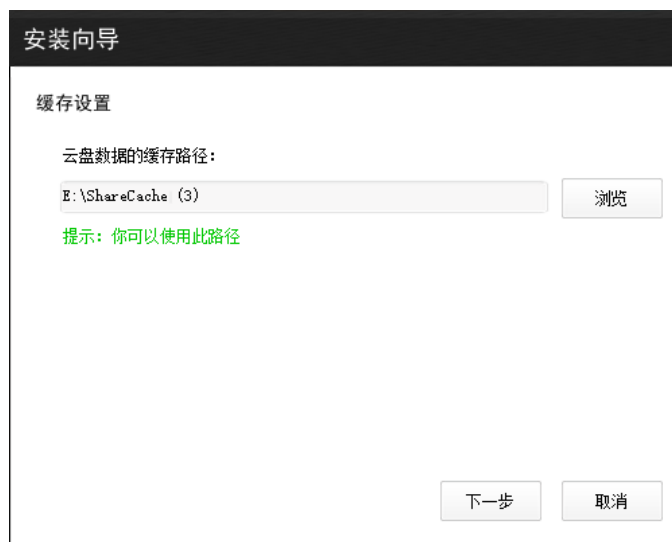 安装向导
缓存设置
云盘数据的缓存路径：
E:\ShareCache (3)
浏览
提示：你可以使用此路径
下一步
取消